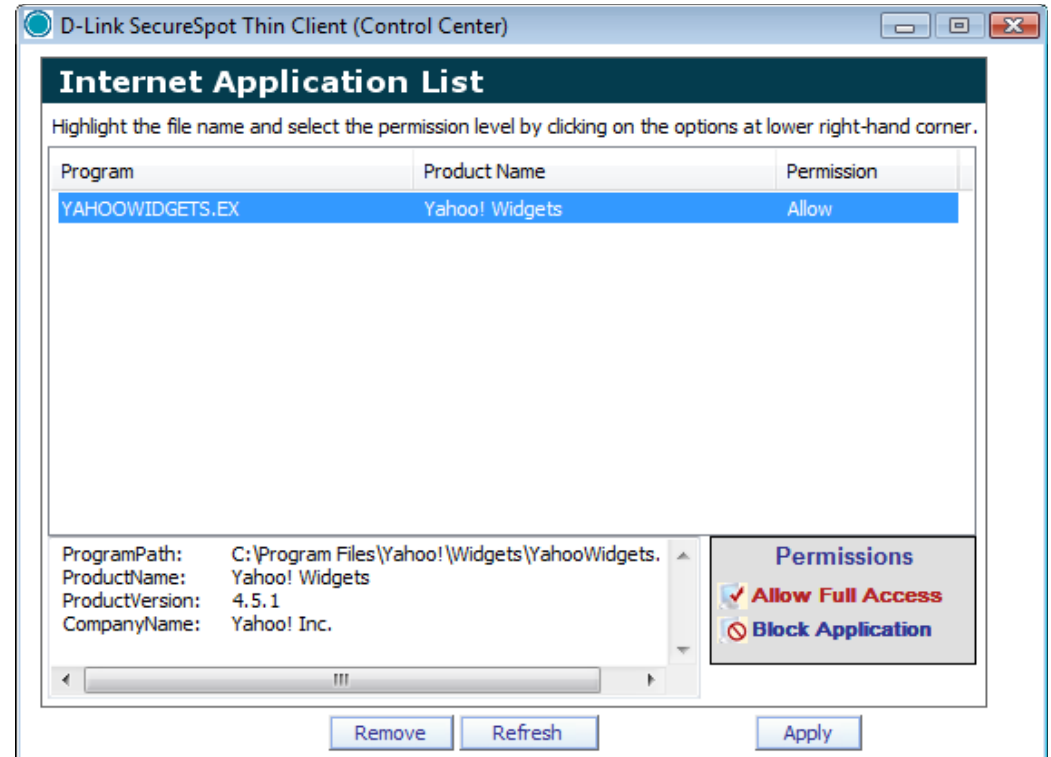 D-Link SecureSpot Thin Client (Control Center)
Internet Application List
Highlight the file name and select the permission level by clicking on the options at lower right-hand corner.
Program Product Name Permission
YAHOOWIDGETS.EX Yahoo! Widgets Allow
ProgramPath: C:\Program Files\Yahoo!\Widgets\YahooWidgets.
ProductName: Yahoo! Widgets
ProductVersion: 4.5.1
CompanyName: Yahoo! Inc.
Permissions
Allow Full Access
Block Application
Remove Refresh Apply